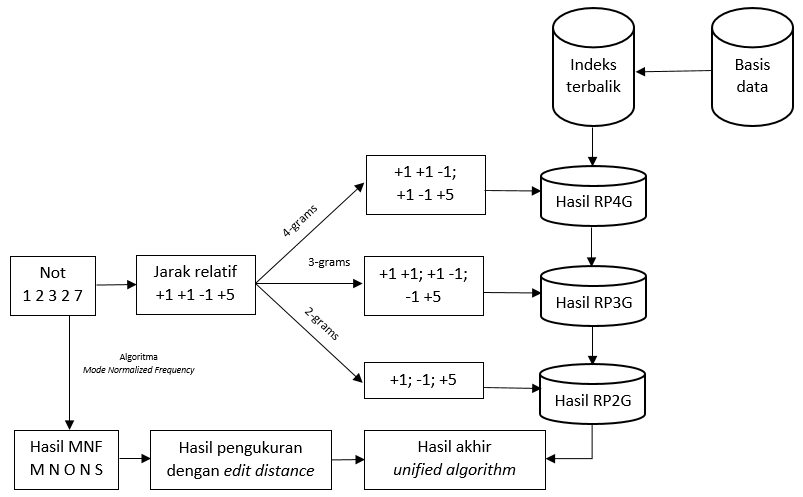 Indeks
terbalik
Basis
data
+1 +1 -1;
+1 -1 +5
Hasil RP4G
4-grams
Not
1 2 3 2 7
Jarak relatif
+1 +1 -1 +5
3-grams
+1 +1; +1 -1;
-1 +5
Hasil RP3G
2-grams
Algoritma
Mode Normalized Frequency
+1; -1; +5
Hasil RP2G
Hasil MNF
M N O N S
Hasil pengukuran
dengan edit distance
Hasil akhir
unified algorithm